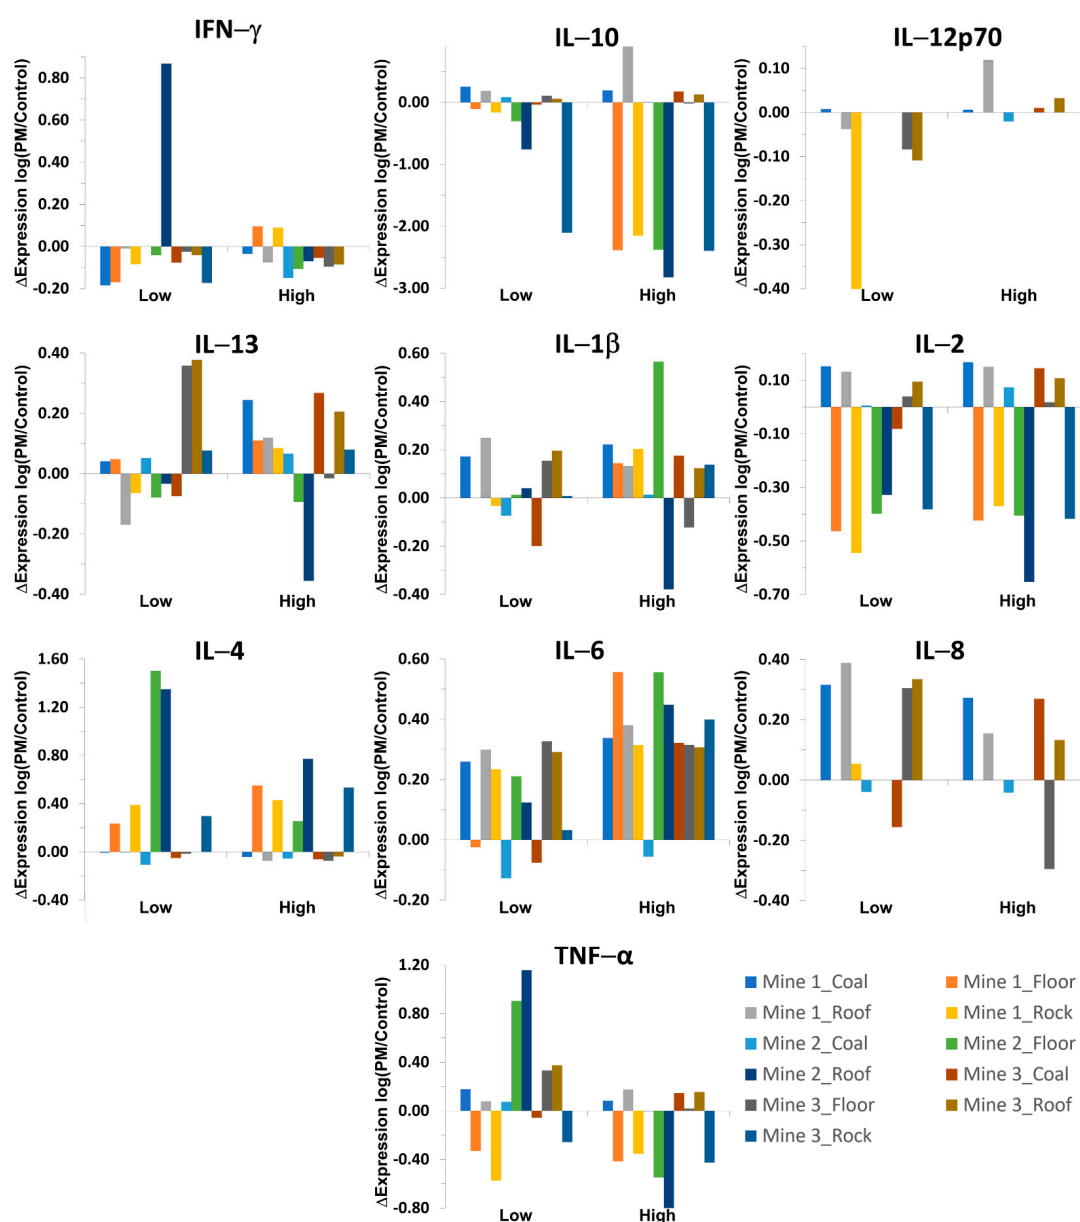 IFN−γ
ΔExpression log(PM/Control)
0.80
0.60
0.40
0.20
0.00
-0.20
Low High
IL−10
ΔExpression log(PM/Control)
0.00
-1.00
-2.00
-3.00
Low High
IL−12p70
ΔExpression log(PM/Control)
0.10
0.00
-0.10
-0.20
-0.30
-0.40
Low High
IL−13
ΔExpression log(PM/Control)
0.40
0.20
0.00
-0.20
-0.40
Low High
IL−1β
ΔExpression log(PM/Control)
0.60
0.40
0.20
0.00
-0.20
-0.40
Low High
IL−2
ΔExpression log(PM/Control)
0.10
-0.10
-0.30
-0.50
-0.70
Low High
IL−4
ΔExpression log(PM/Control)
1.60
1.20
0.80
0.40
0.00
-0.40
Low High
IL−6
ΔExpression log(PM/Control)
0.60
0.40
0.20
0.00
-0.20
Low High
IL−8
ΔExpression log(PM/Control)
0.40
0.20
0.00
-0.20
-0.40
Low High
TNF−α
ΔExpression log(PM/Control)
1.20
0.80
0.40
0.00
-0.40
-0.80
Low High
Mine 1_Coal Mine 1_Floor
Mine 1_Roof Mine 1_Rock
Mine 2_Coal Mine 2_Floor
Mine 2_Roof Mine 3_Coal
Mine 3_Floor Mine 3_Roof
Mine 3_Rock